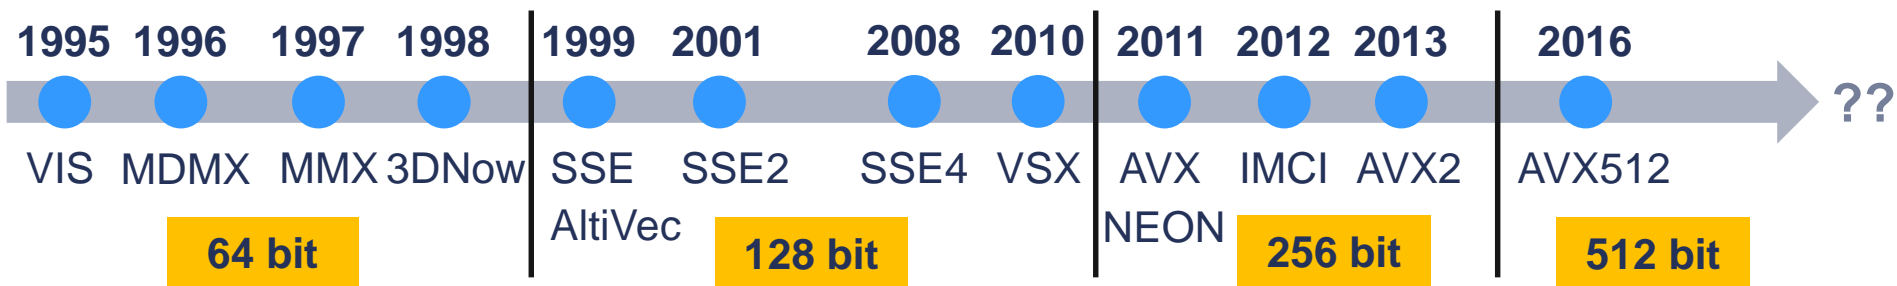 1995 1996 1997 1998 1999 2001 2008 2010 2011 2012 2013 2016
??
VIS MDMX MMX 3DNow SSE SSE2 SSE4 VSX AVX IMCI AVX2 AVX512
AltiVec NEON
64 bit 128 bit 256 bit 512 bit